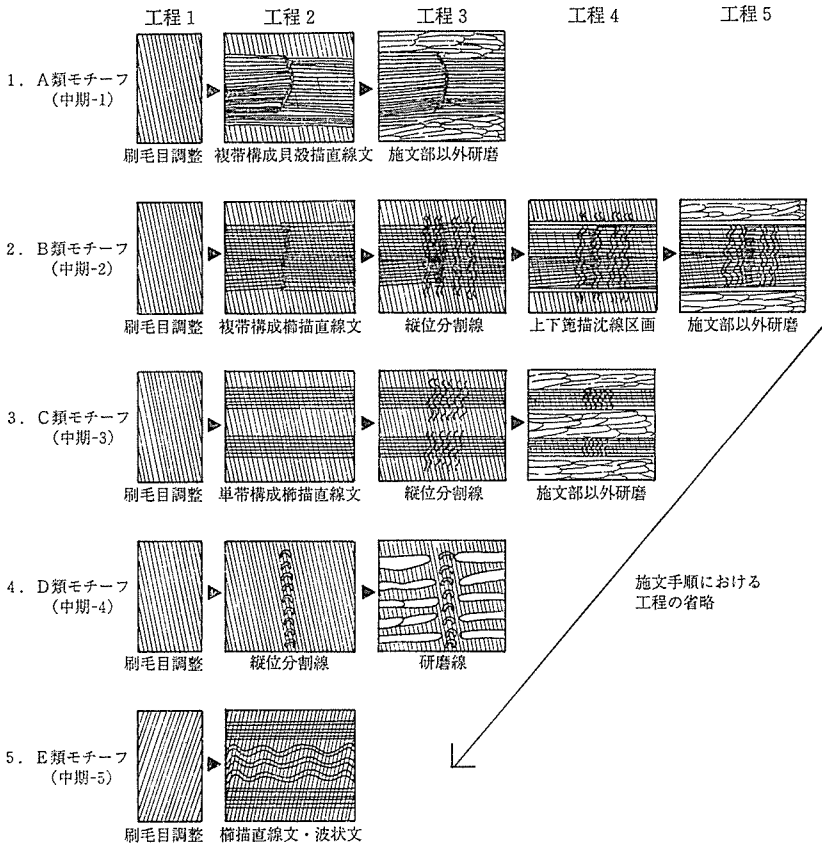 工程1 工程2 工程3 工程4 工程5
1. A類モチーフ
(中期-1)
刷毛目調整 複帯構成貝殻描直線文 施文部以外研磨
2. B類モチーフ
(中期-2)
刷毛目調整 複帯構成櫛描直線文 縦位分割線 上下箆描沈線区画 施文部以外研磨
3. C類モチーフ
(中期-3)
刷毛目調整 単帯構成櫛描直線文 縦位分割線 施文部以外研磨
4. D類モチーフ
(中期-4)
刷毛目調整 縦位分割線 研磨線
施文手順における
工程の省略
5. E類モチーフ
(中期-5)
刷毛目調整 櫛描直線文・波状文